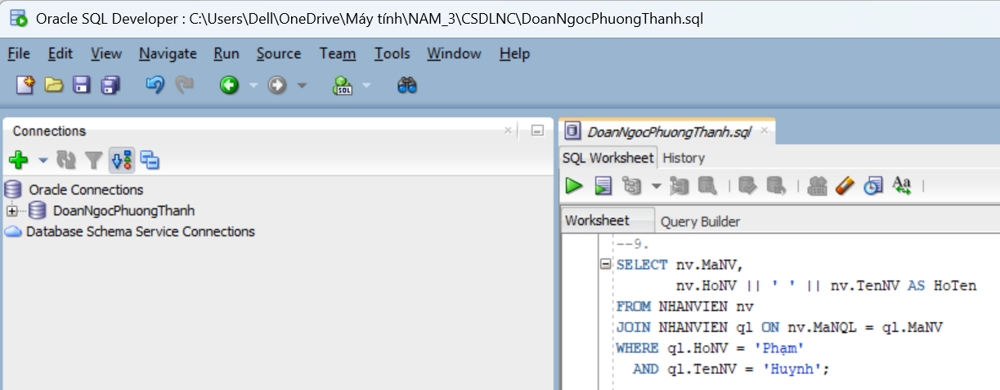 Oracle SQL Developer : C:\Users\Dell\OneDrive\Máy tính\NAM_3\CSDLNC\DoanNgocPhuongThanh.sql
File Edit View Navigate Run Source Team Tools Window Help
SQL
Connections
Oracle Connections
DoanNgocPhuongThanh
Database Schema Service Connections
DoanNgocPhuongThanh.sql
SQL Worksheet History
SQL Aa
Worksheet Query Builder
--9.
SELECT nv.MaNV,
nv.HoNV || ' ' || nv.TenNV AS HoTen
FROM NHANVIEN nv
JOIN NHANVIEN ql ON nv.MaNQL = ql.MaNV
WHERE ql.HoNV = 'Phạm'
AND ql.TenNV = 'Huynh';